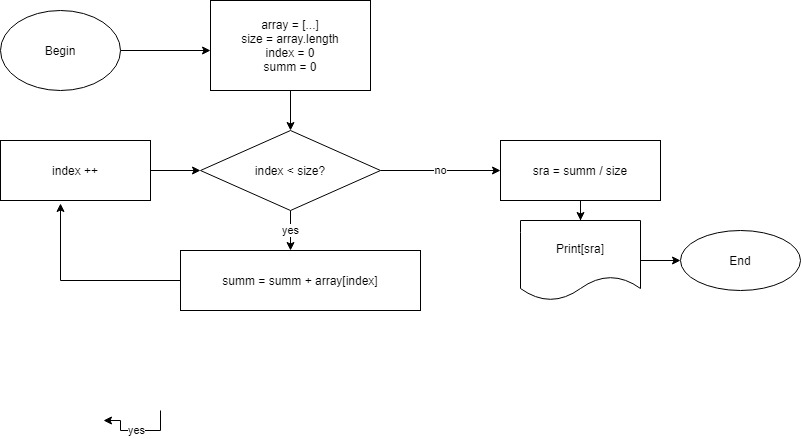 Begin
array = [...]
size = array.length
index = 0
summ = 0
index ++
index < size?
no
sra = summ / size
yes
Print[sra]
End
summ = summ + array[index]
yes